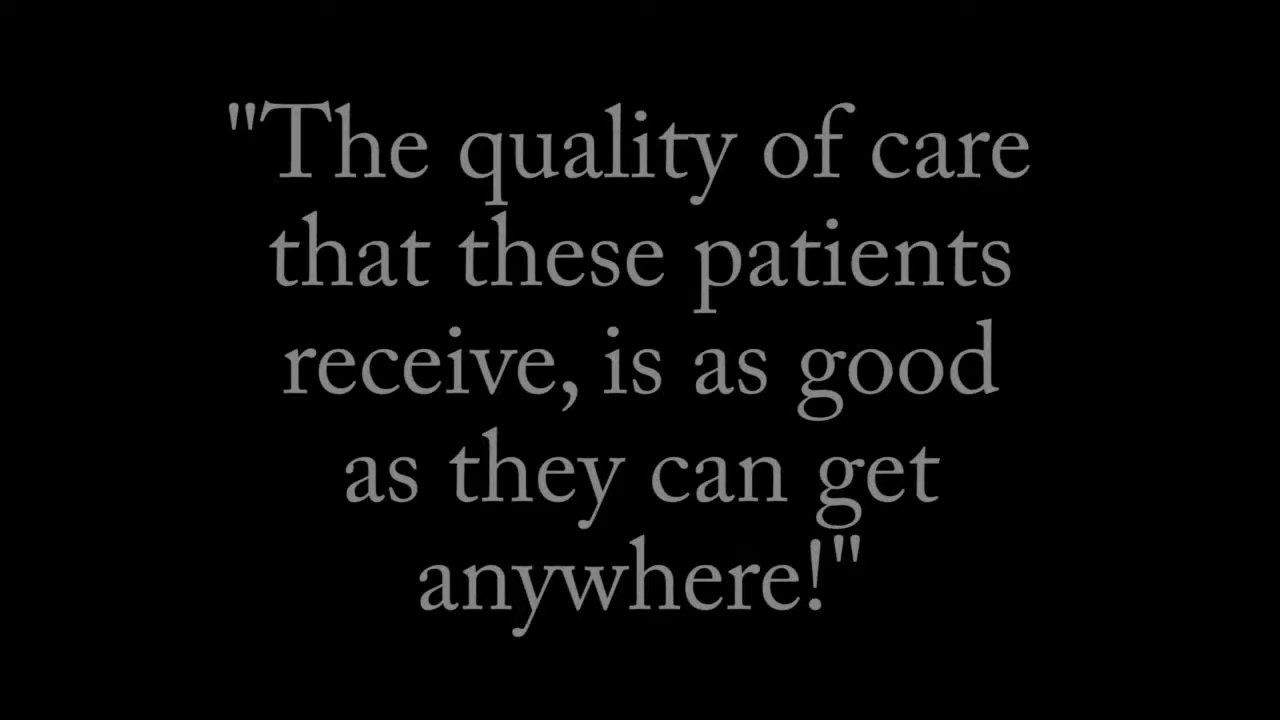 "The quality of care
that these patients
receive, is as good
as they can get
anywhere!"